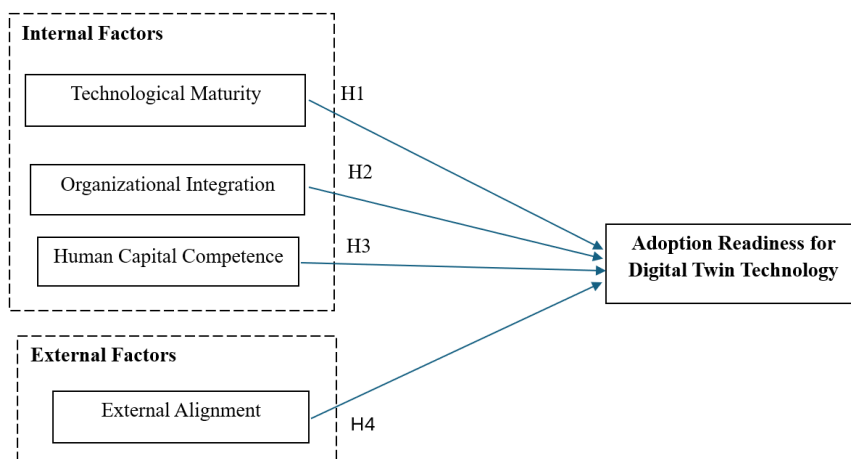 Internal Factors
Technological Maturity
H1
Organizational Integration
H2
Human Capital Competence
H3
Adoption Readiness for
Digital Twin Technology
External Factors
External Alignment
H4